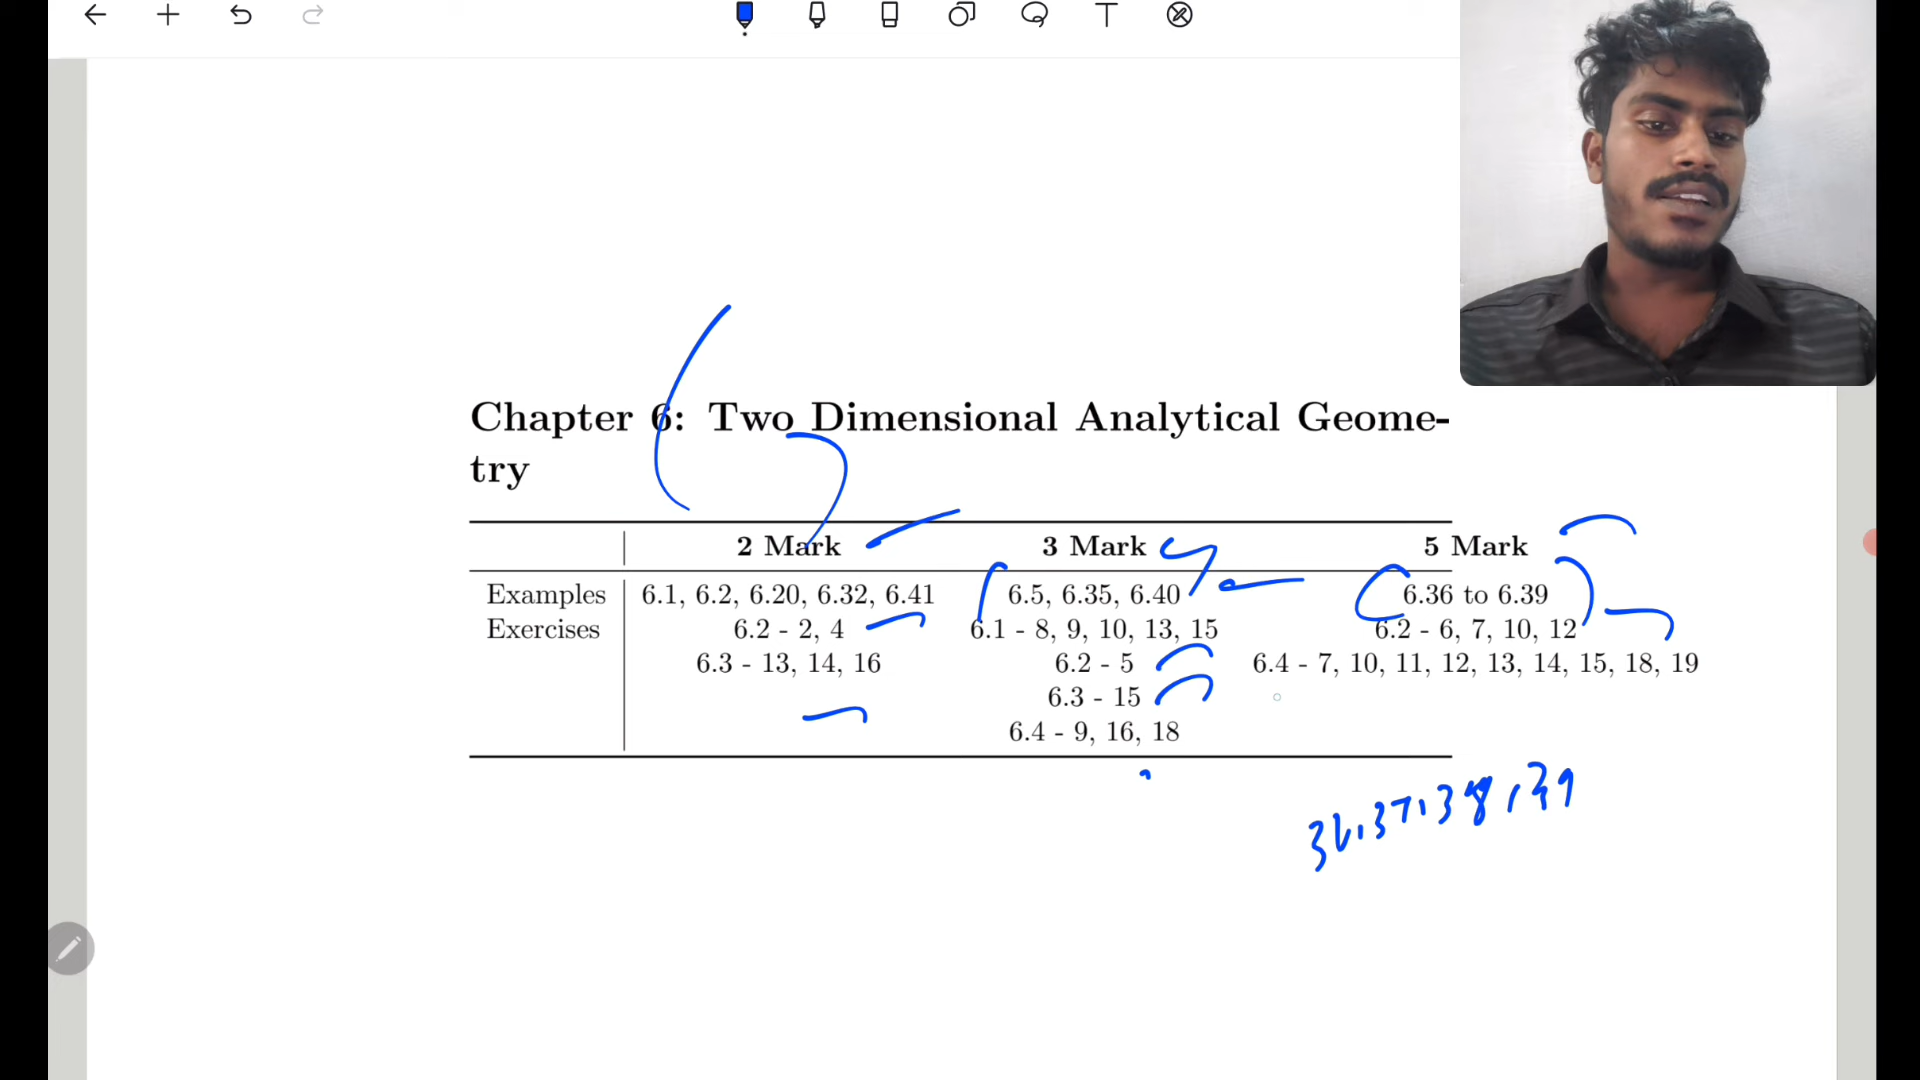 Chapter 6: Two Dimensional Analytical Geome-
try
2 Mark 3 Mark 5 Mark
Examples 6.1, 6.2, 6.20, 6.32, 6.41 6.5, 6.35, 6.40 6.36 to 6.39
Exercises 6.2 - 2, 4 6.1 - 8, 9, 10, 13, 15 6.2 - 6, 7, 10, 12
6.3 - 13, 14, 16 6.2 - 5 6.4 - 7, 10, 11, 12, 13, 14, 15, 18, 19
6.3 - 15
6.4 - 9, 16, 18
36, 37, 38, 39